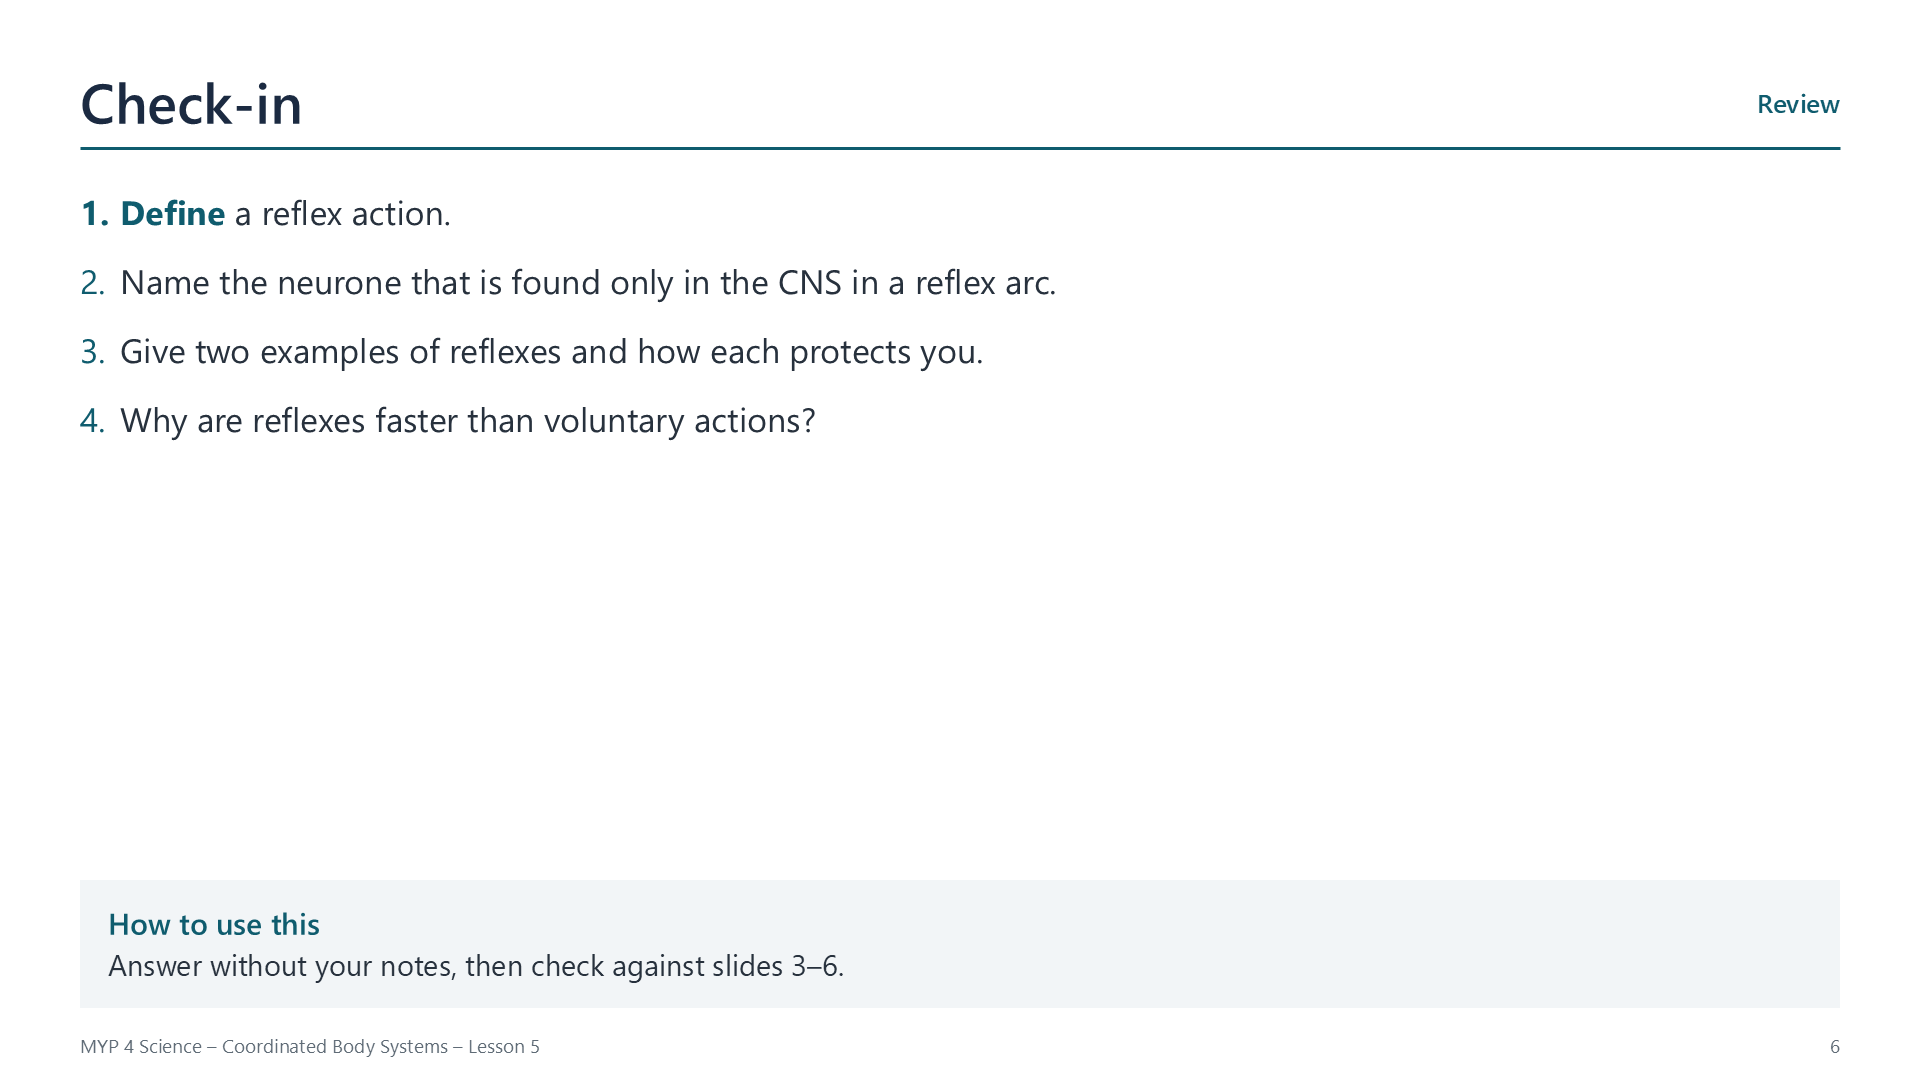 Check-in
Review
1. Define a reflex action.
2. Name the neurone that is found only in the CNS in a reflex arc.
3. Give two examples of reflexes and how each protects you.
4. Why are reflexes faster than voluntary actions?
How to use this
Answer without your notes, then check against slides 3–6.
MYP 4 Science – Coordinated Body Systems – Lesson 5
6